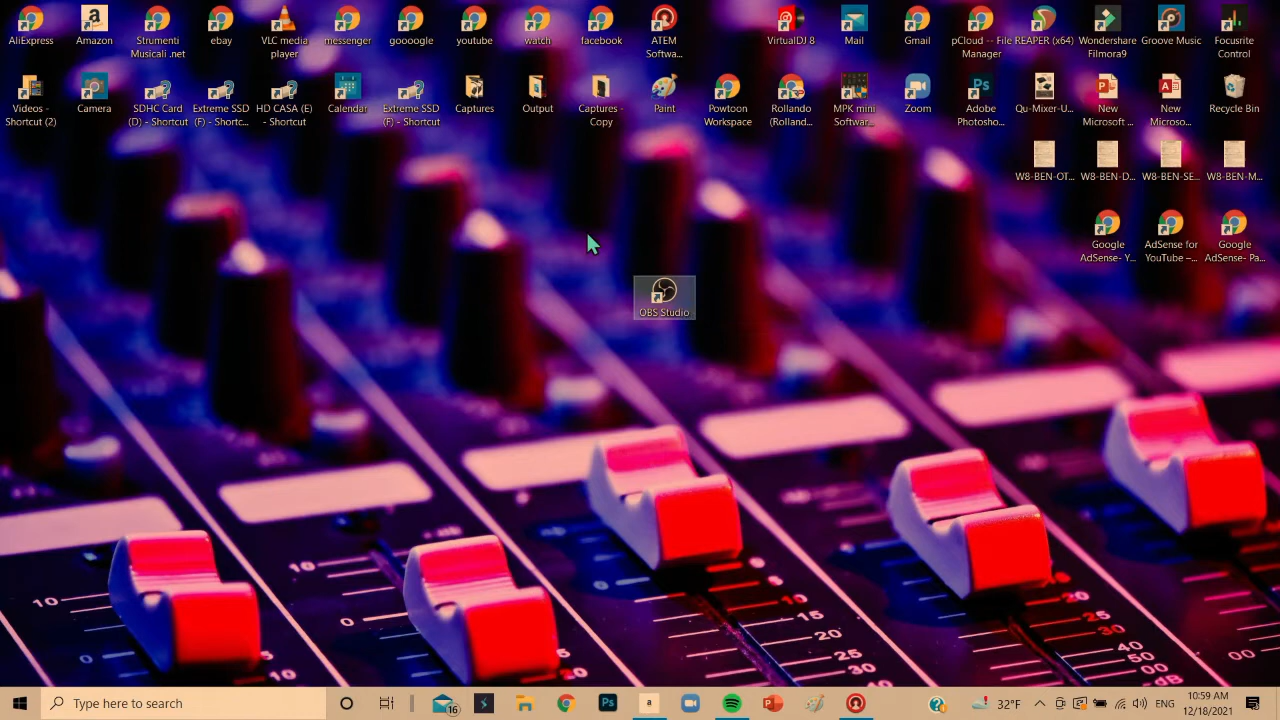 AliExpress
Amazon
Strumenti
Musicali .net
ebay
VLC media
player
messenger
goooogle
youtube
watch
facebook
ATEM
Softwa...
VirtualDJ 8
Mail
Gmail
pCloud -- File
Manager
REAPER (x64)
Wondershare
Filmora9
Groove Music
Focusrite
Control
Videos -
Shortcut (2)
Camera
SDHC Card
(D) - Shortcut
Extreme SSD
(F) - Shortc...
HD CASA (E)
- Shortcut
Calendar
Extreme SSD
(F) - Shortcut
Captures
Output
Captures -
Copy
Paint
Powtoon
Workspace
Rollando
(Rolland...
MPK mini
Softwar...
Zoom
Adobe
Photosho...
Qu-Mixer-U...
New
Microsoft ...
New
Microso...
Recycle Bin
W8-BEN-OT...
W8-BEN-D...
W8-BEN-SE...
W8-BEN-M...
Google
AdSense- Y...
AdSense for
YouTube –...
Google
AdSense- Pa...
OBS Studio
10
0
10
0
10
0
5
10
15
20
25
30
20
25
30
40
50
00
dB
00
Type here to search
16
32°F
ENG
10:59 AM
12/18/2021